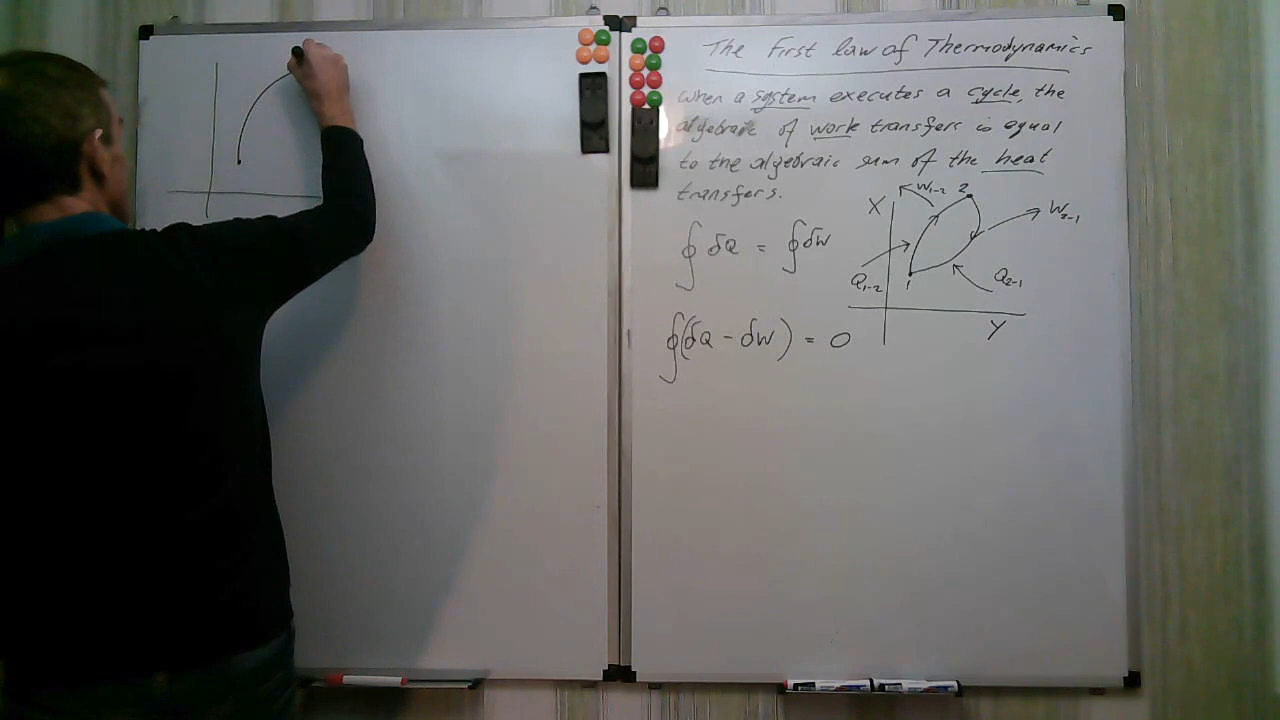 The First law of Thermodynamics
When a system executes a cycle, the
algebraic of work transfers is equal
to the algebraic sum of the heat
transfers.
∮ δQ = ∮ δW
∮(δQ - δW) = 0
X
W1-2
2
W2-1
Q1-2
1
Q2-1
Y